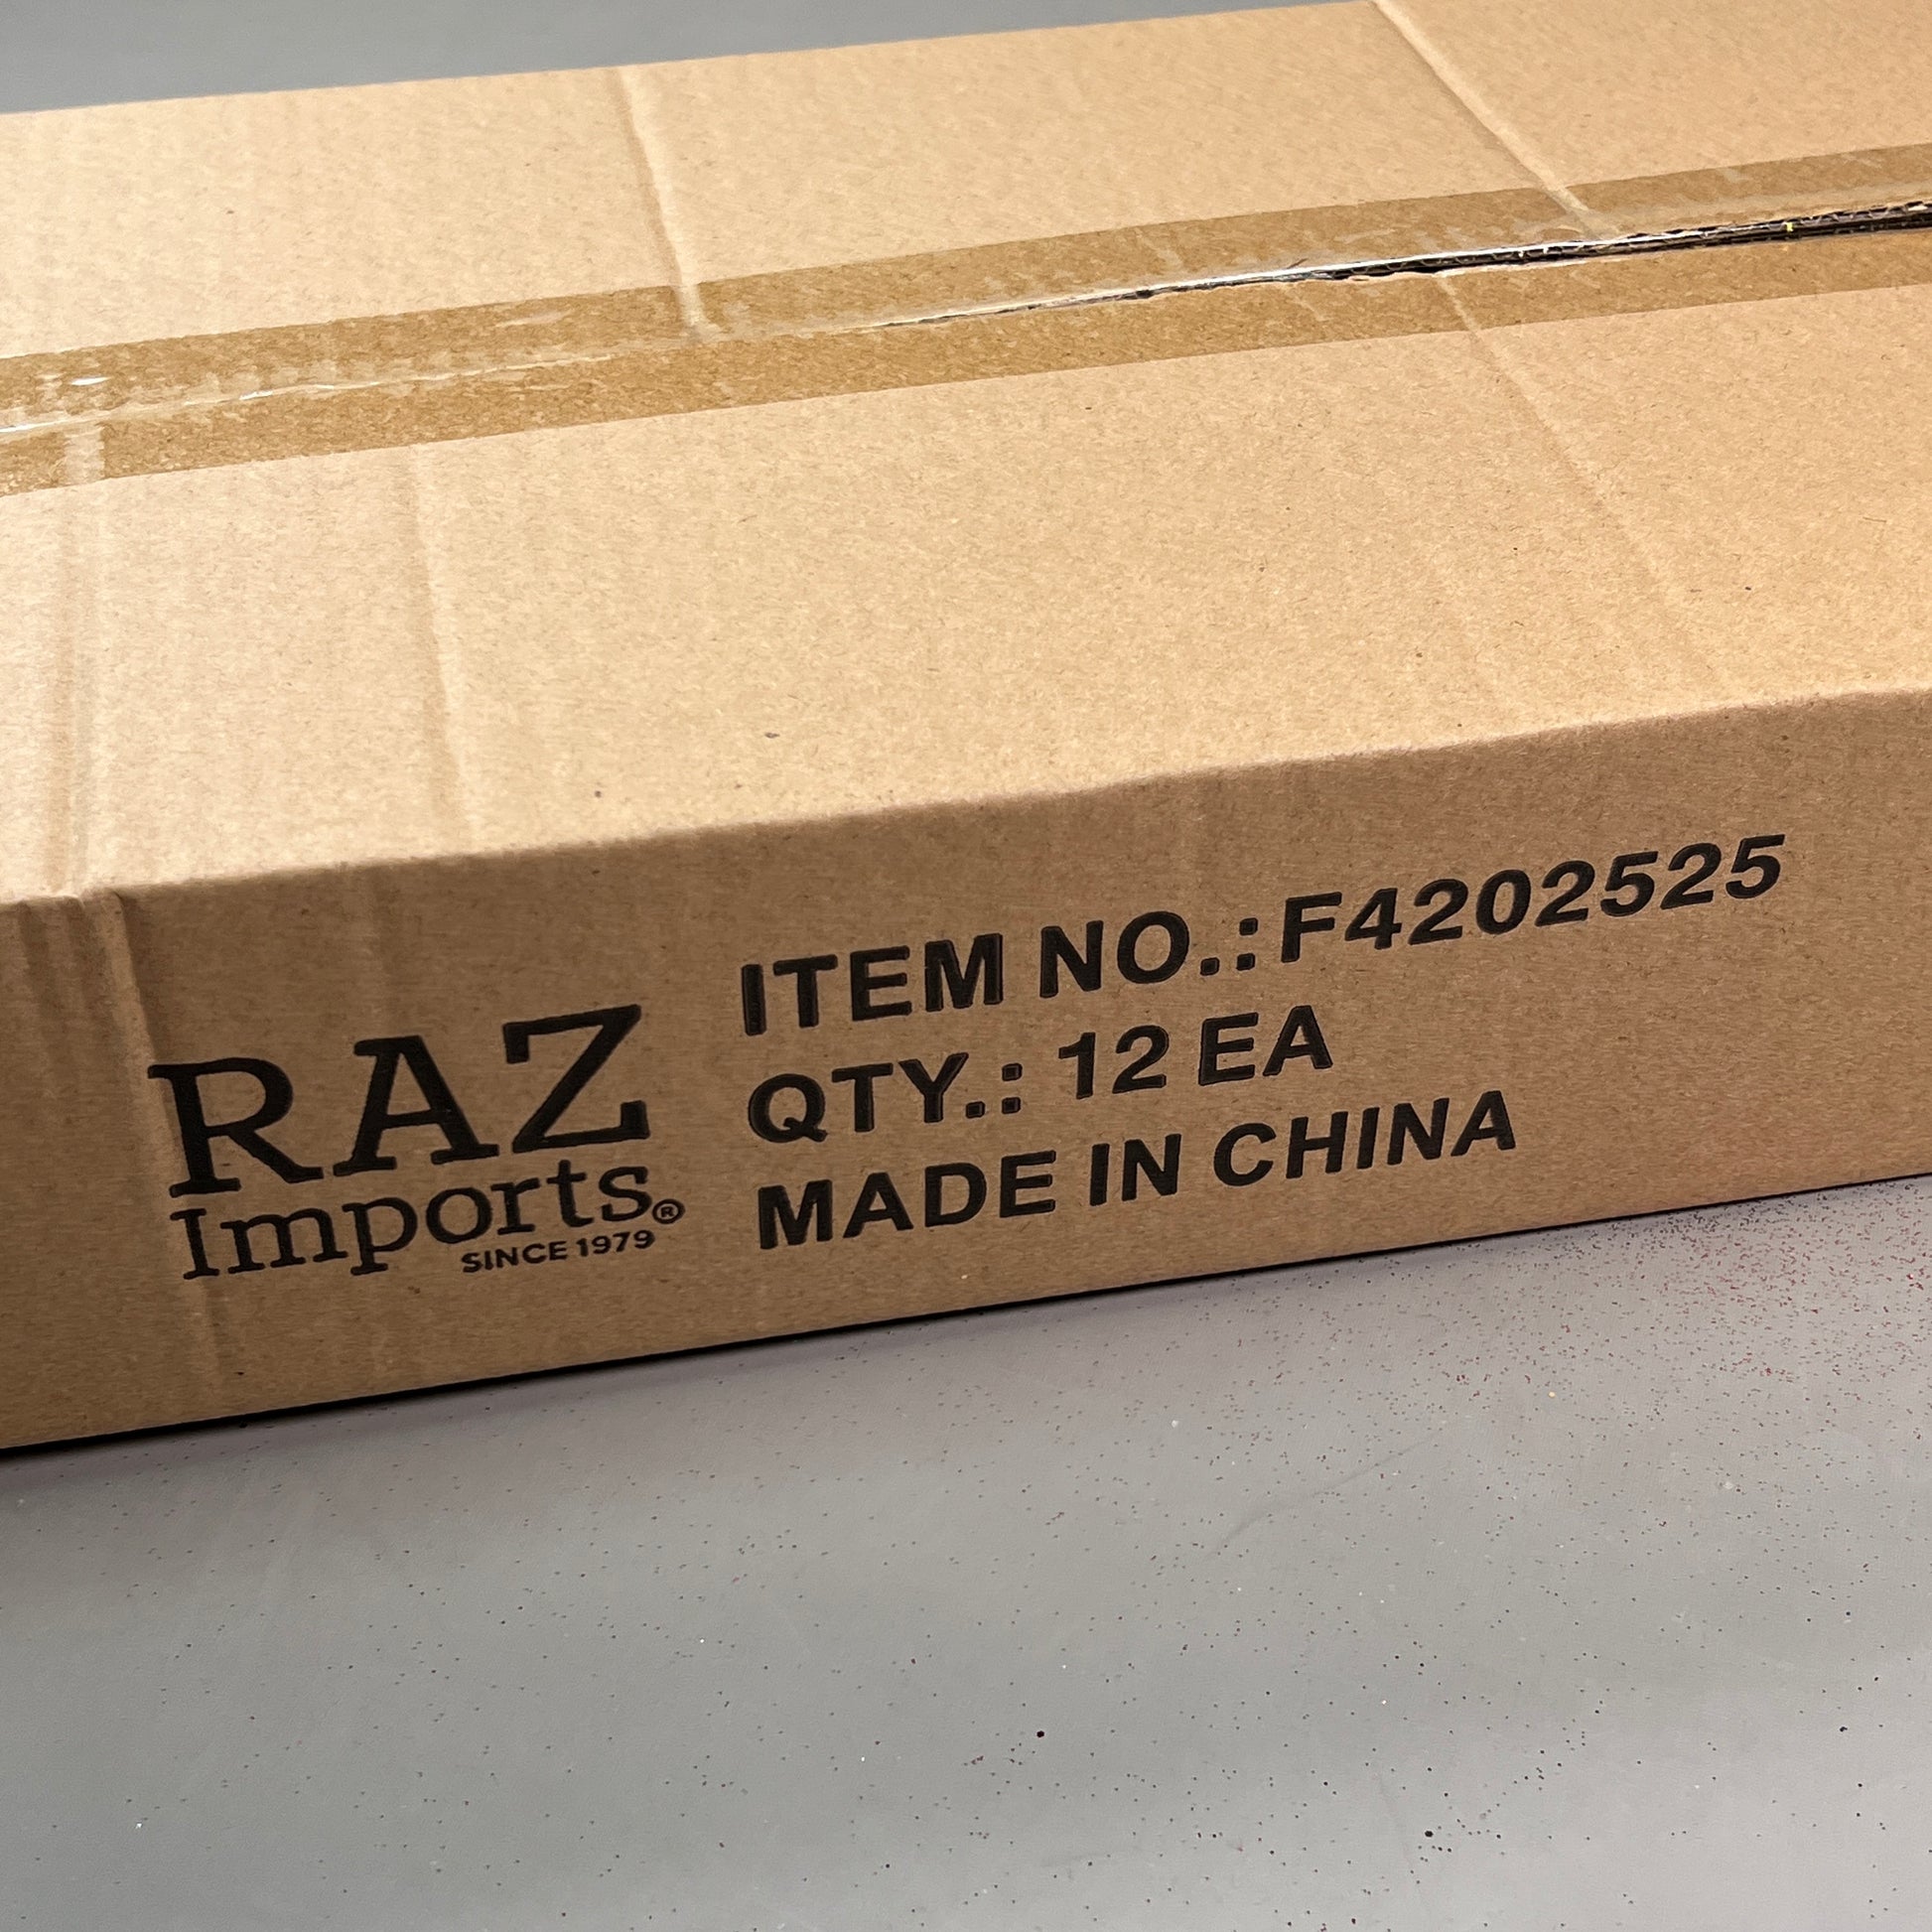 RAZ
Imports®
SINCE 1979
ITEM NO.: F4202525
QTY.: 12 EA
MADE IN CHINA